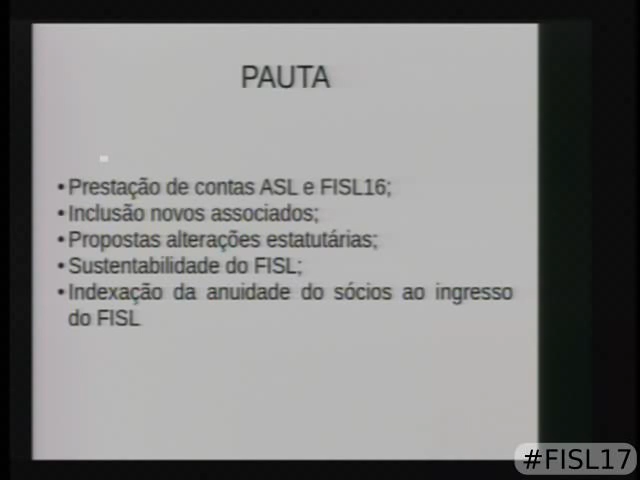 PAUTA
•Prestação de contas ASL e FISL16;
•Inclusão novos associados;
•Propostas alterações estatutárias;
•Sustentabilidade do FISL;
•Indexação da anuidade do sócios ao ingresso
do FISL
#FISL17